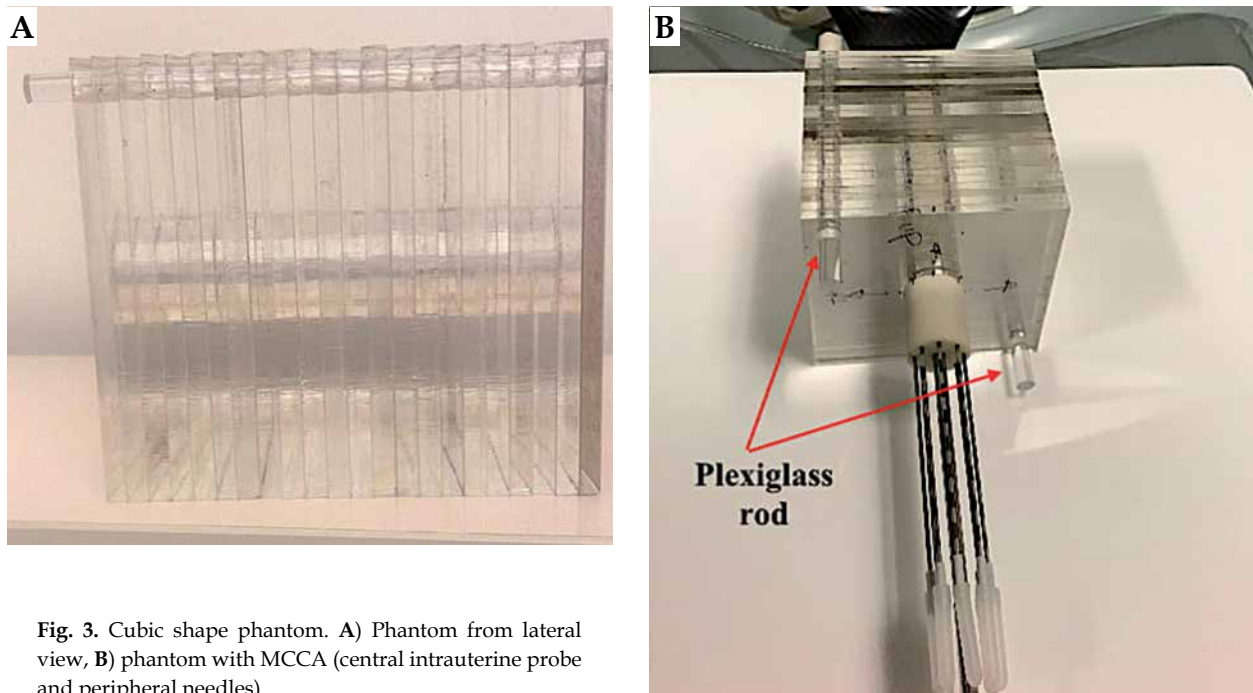 A
B
Plexiglass
rod
Fig. 3. Cubic shape phantom. A) Phantom from lateral
view, B) phantom with MCCA (central intrauterine probe
and peripheral needles)